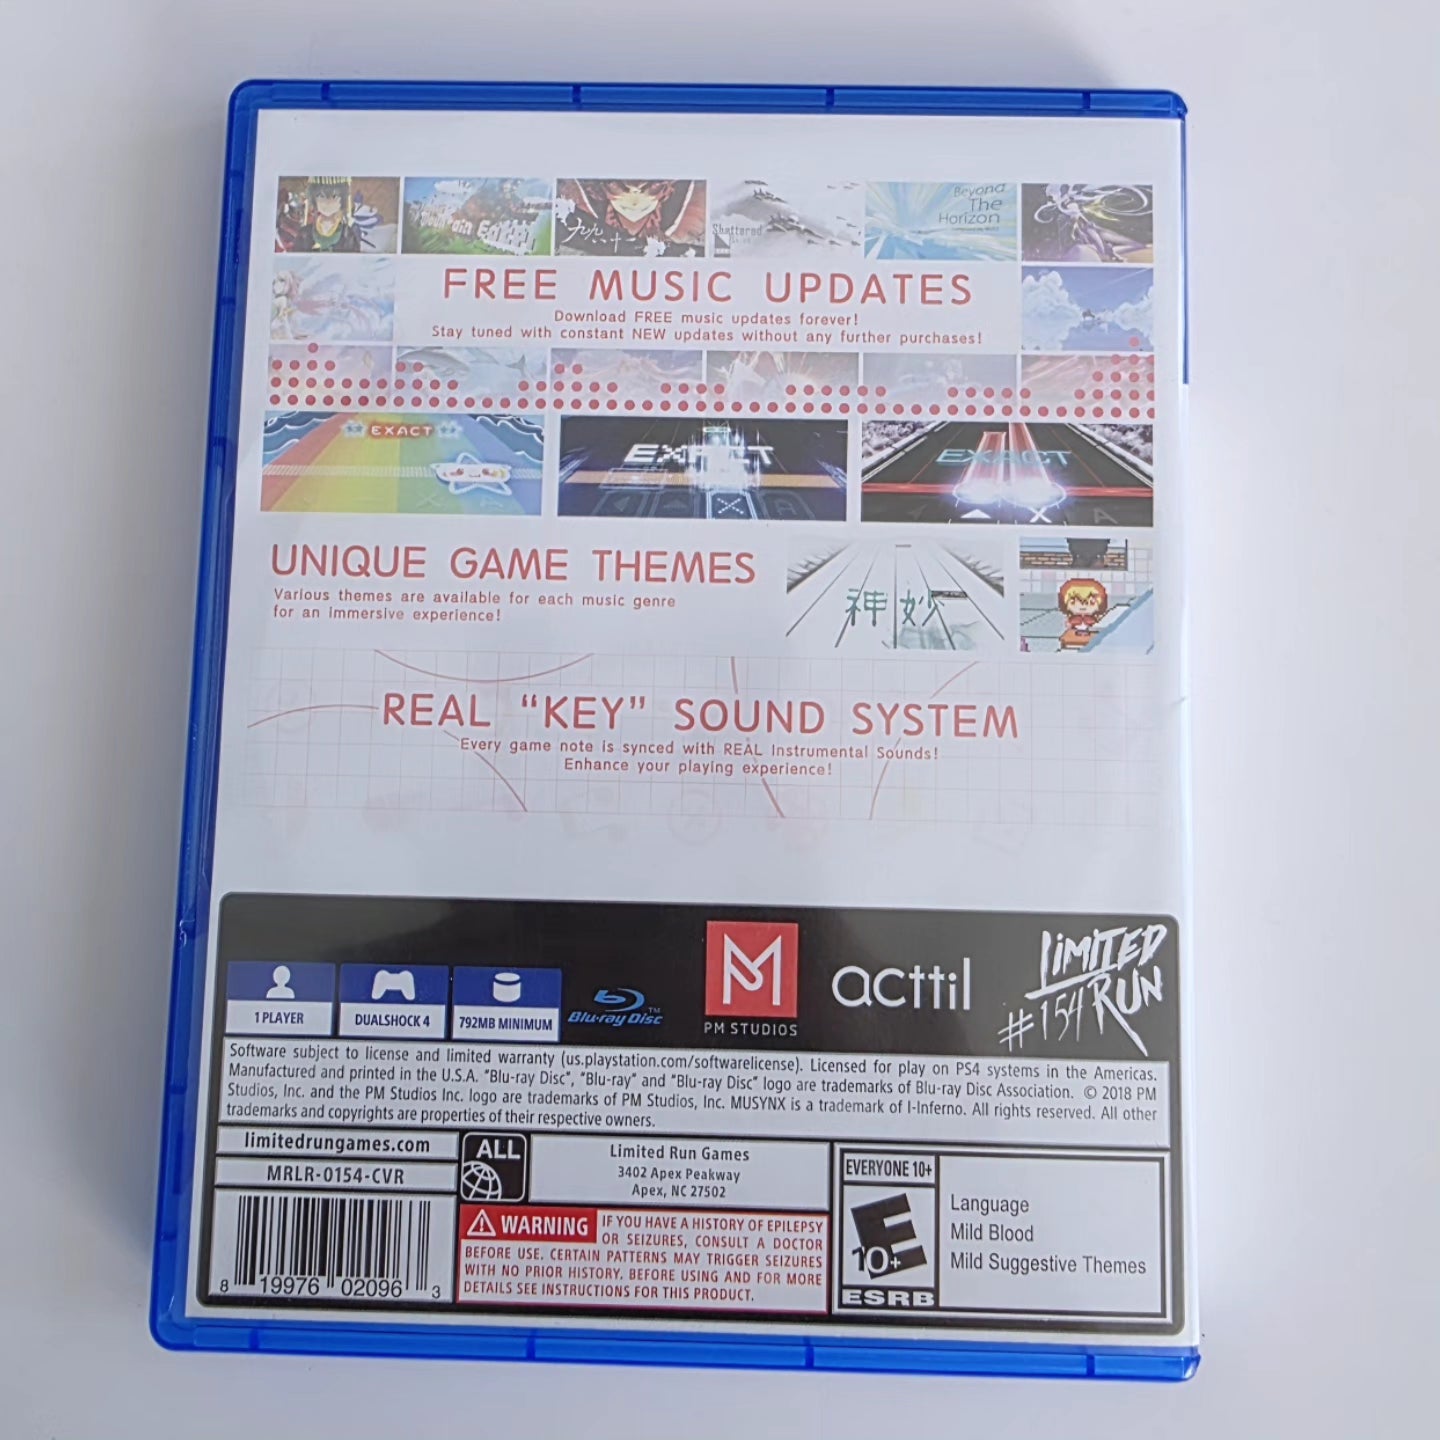 九九八十一
Shattered
Beyond
The
Horizon
FREE MUSIC UPDATES
Download FREE music updates forever!
Stay tuned with constant NEW updates without any further purchases!
EXACT
EXACT
EXACT
X
X
UNIQUE GAME THEMES
Various themes are available for each music genre
for an immersive experience!
神妙
REAL “KEY” SOUND SYSTEM
Every game note is synced with REAL Instrumental Sounds!
Enhance your playing experience!
1 PLAYER
DUALSHOCK 4
792MB MINIMUM
Blu-ray Disc™
M
PM STUDIOS
acttil
LIMITED
RUN
#154
Software subject to license and limited warranty (us.playstation.com/softwarelicense). Licensed for play on PS4 systems in the Americas.
Manufactured and printed in the U.S.A. "Blu-ray Disc", "Blu-ray" and "Blu-ray Disc" logo are trademarks of Blu-ray Disc Association. © 2018 PM
Studios, Inc. and the PM Studios Inc. logo are trademarks of PM Studios, Inc. MUSYNX is a trademark of I-Inferno. All rights reserved. All other
trademarks and copyrights are properties of their respective owners.
limitedrungames.com
MRLR-0154-CVR
8 19976 02096 3
ALL
Limited Run Games
3402 Apex Peakway
Apex, NC 27502
WARNING IF YOU HAVE A HISTORY OF EPILEPSY
OR SEIZURES, CONSULT A DOCTOR
BEFORE USE. CERTAIN PATTERNS MAY TRIGGER SEIZURES
WITH NO PRIOR HISTORY. BEFORE USING AND FOR MORE
DETAILS SEE INSTRUCTIONS FOR THIS PRODUCT.
EVERYONE 10+
E
10+
ESRB
Language
Mild Blood
Mild Suggestive Themes